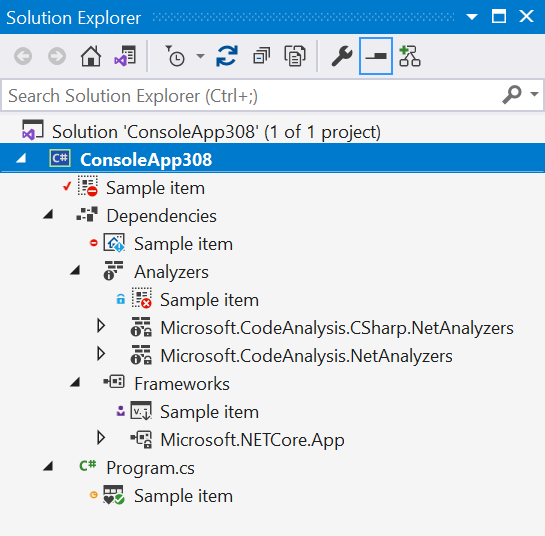 Solution Explorer
Search Solution Explorer (Ctrl+;)
Solution 'ConsoleApp308' (1 of 1 project)
C# ConsoleApp308
Sample item
Dependencies
Sample item
Analyzers
Sample item
Microsoft.CodeAnalysis.CSharp.NetAnalyzers
Microsoft.CodeAnalysis.NetAnalyzers
Frameworks
v. Sample item
Microsoft.NETCore.App
C# Program.cs
Sample item